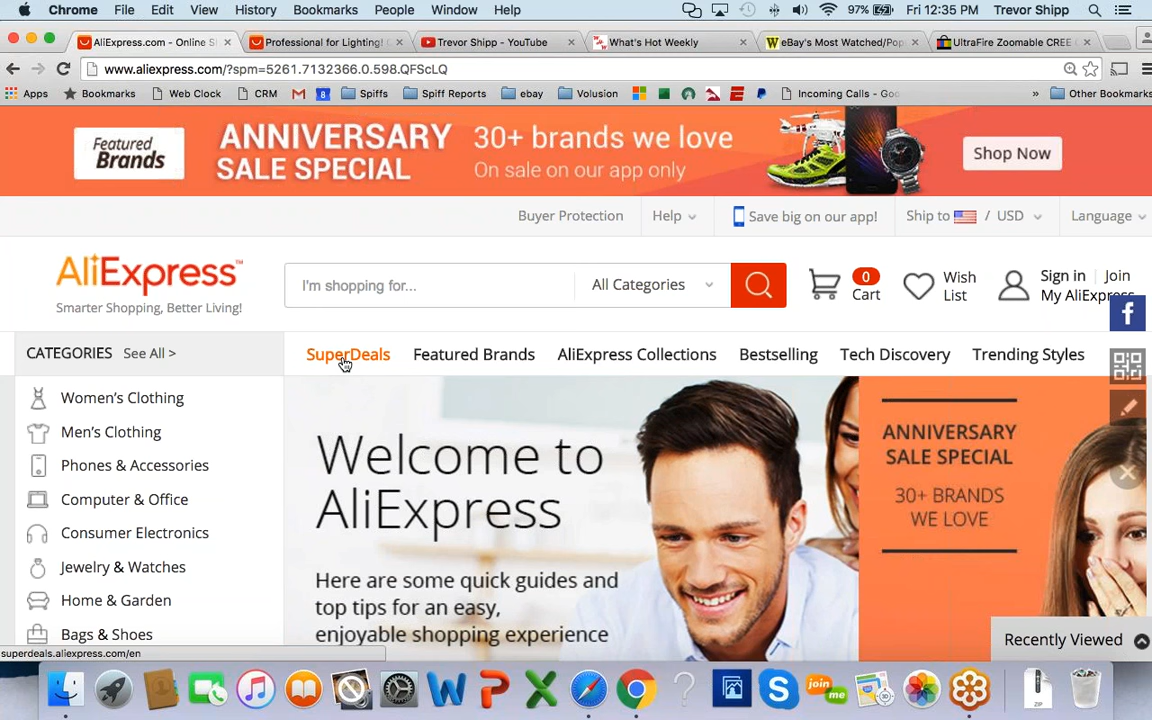 Chrome File Edit View History Bookmarks People Window Help 97% Fri 12:35 PM Trevor Shipp
AliExpress.com - Online S Professional for Lighting! Trevor Shipp - YouTube What's Hot Weekly eBay's Most Watched/Pop UltraFire Zoomable CREE
www.aliexpress.com/?spm=5261.7132366.0.598.QFScLQ
Apps Bookmarks Web Clock CRM 8 Spiffs Spiff Reports ebay Volusion Incoming Calls - Goo » Other Bookmarks
Featured Brands
ANNIVERSARY SALE SPECIAL
30+ brands we love
On sale on our app only
Shop Now
Buyer Protection Help Save big on our app! Ship to / USD Language
AliExpress™
Smarter Shopping, Better Living!
I'm shopping for... All Categories
0 Cart
Wish List
Sign in | Join
My AliExpress
CATEGORIES See All >
SuperDeals Featured Brands AliExpress Collections Bestselling Tech Discovery Trending Styles
Women's Clothing
Men's Clothing
Phones & Accessories
Computer & Office
Consumer Electronics
Jewelry & Watches
Home & Garden
Bags & Shoes
Welcome to
AliExpress
Here are some quick guides and
top tips for an easy,
enjoyable shopping experience
ANNIVERSARY
SALE SPECIAL
30+ BRANDS
WE LOVE
Recently Viewed
superdeals.aliexpress.com/en
join me
ZIP